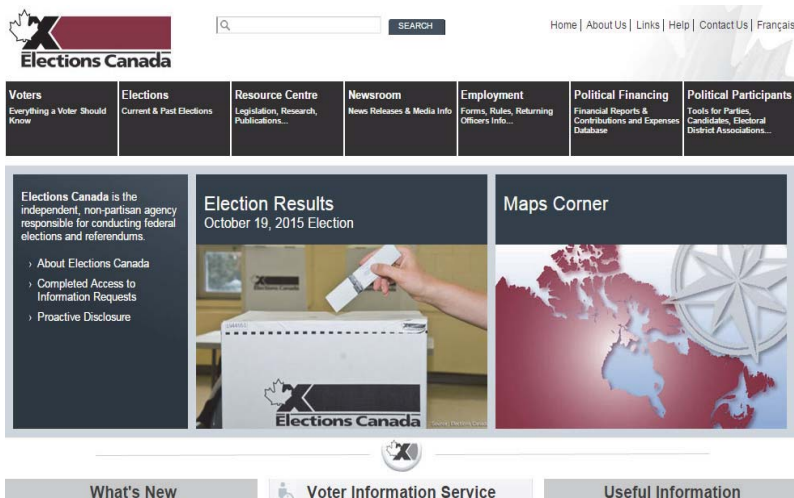 SEARCH
Home | About Us | Links | Help | Contact Us | Français
Elections Canada
Voters
Everything a Voter Should
Know
Elections
Current & Past Elections
Resource Centre
Legislation, Research,
Publications...
Newsroom
News Releases & Media Info
Employment
Forms, Rules, Returning
Officers Info...
Political Financing
Financial Reports &
Contributions and Expenses
Database
Political Participants
Tools for Parties,
Candidates, Electoral
District Associations...
Elections Canada is the
independent, non-partisan agency
responsible for conducting federal
elections and referendums.
› About Elections Canada
› Completed Access to
Information Requests
› Proactive Disclosure
Election Results
October 19, 2015 Election
Elections Canada
Maps Corner
What's New
Voter Information Service
Useful Information